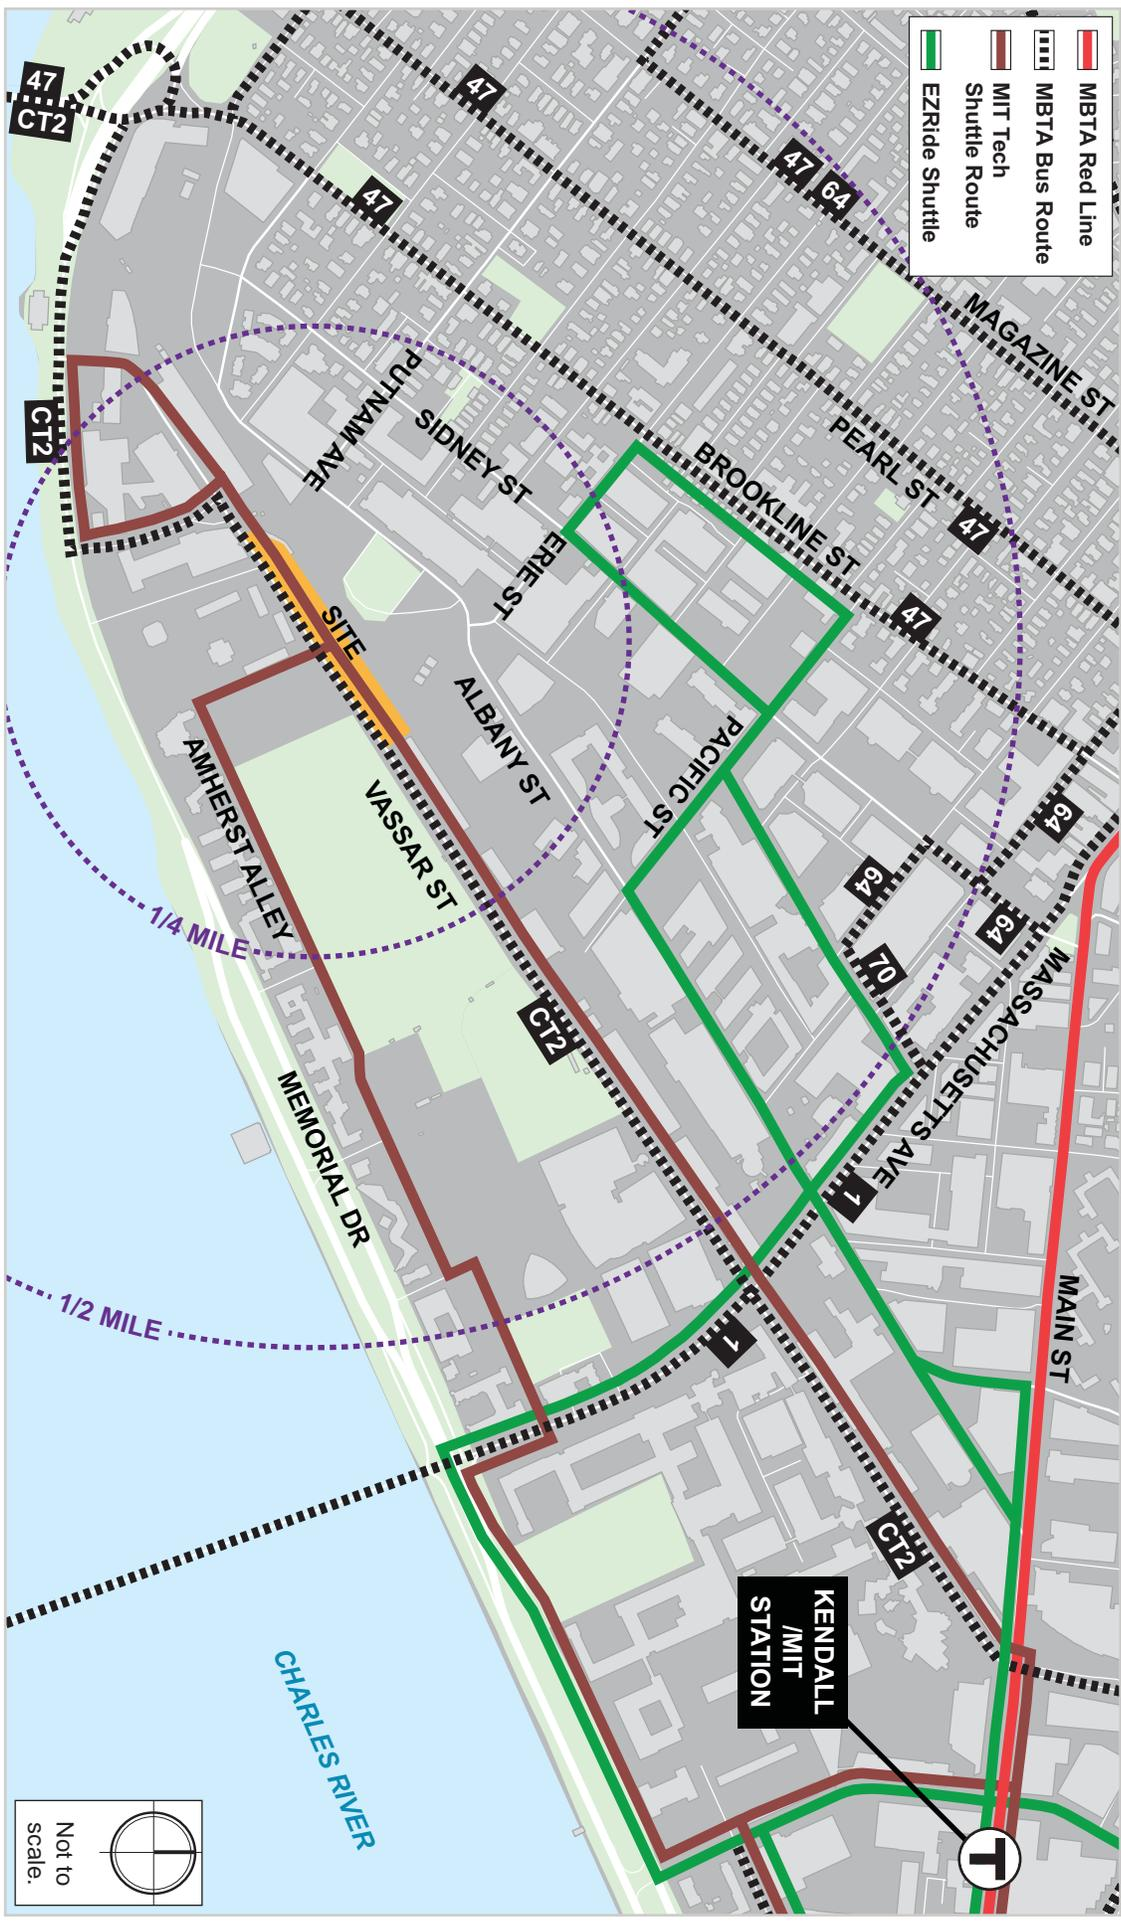 MBTA Red Line
MBTA Bus Route
MIT Tech
Shuttle Route
EZRide Shuttle
MAGAZINE ST
47
64
47
PEARL ST
47
47
BROOKLINE ST
47
47
CT2
PUTNAM AVE
SIDNEY ST
ERIE ST
PACIFIC ST
ALBANY ST
SITE
VASSAR ST
AMHERST ALLEY
MEMORIAL DR
CT2
CT2
CT2
64
64
64
70
MASSACHUSETTS AVE
1
1
MAIN ST
1/4 MILE
1/2 MILE
KENDALL
/MIT
STATION
T
CHARLES RIVER
Not to
scale.